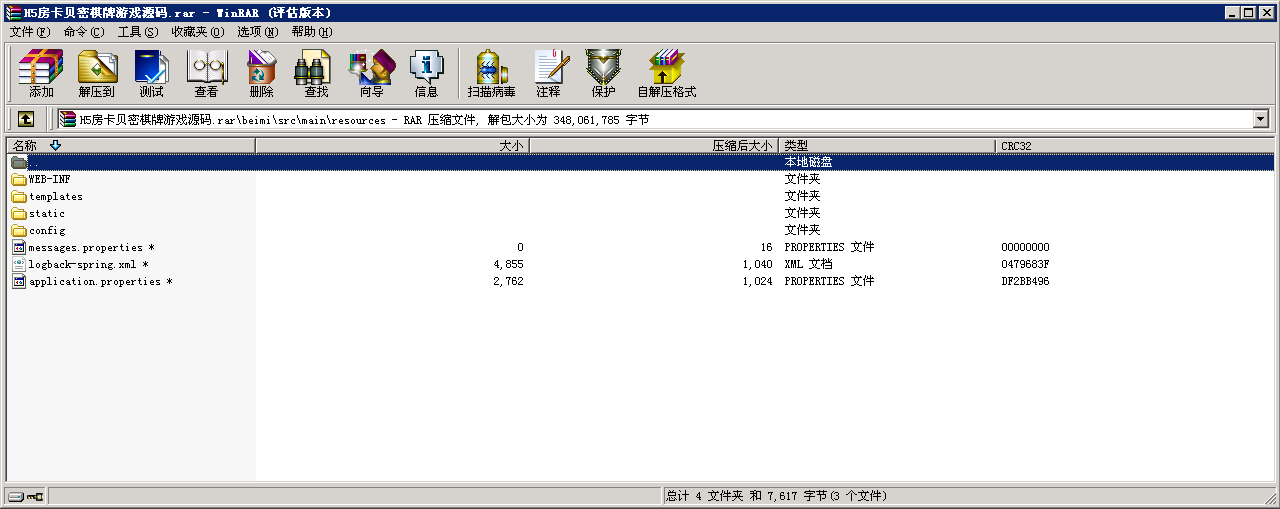 H5房卡贝密棋牌游戏源码.rar - WinRAR (评估版本)
文件(F) 命令(C) 工具(S) 收藏夹(O) 选项(N) 帮助(H)
添加 解压到 测试 查看 删除 查找 向导 信息 扫描病毒 注释 保护 自解压格式
H5房卡贝密棋牌游戏源码.rar\beimi\src\main\resources - RAR 压缩文件, 解包大小为 348,061,785 字节
名称 大小 压缩后大小 类型 CRC32
.. 本地磁盘
WEB-INF 文件夹
templates 文件夹
static 文件夹
config 文件夹
messages.properties * 0 16 PROPERTIES 文件 00000000
logback-spring.xml * 4,855 1,040 XML 文档 0479683F
application.properties * 2,762 1,024 PROPERTIES 文件 DF2BB496
总计 4 文件夹 和 7,617 字节(3 个文件)